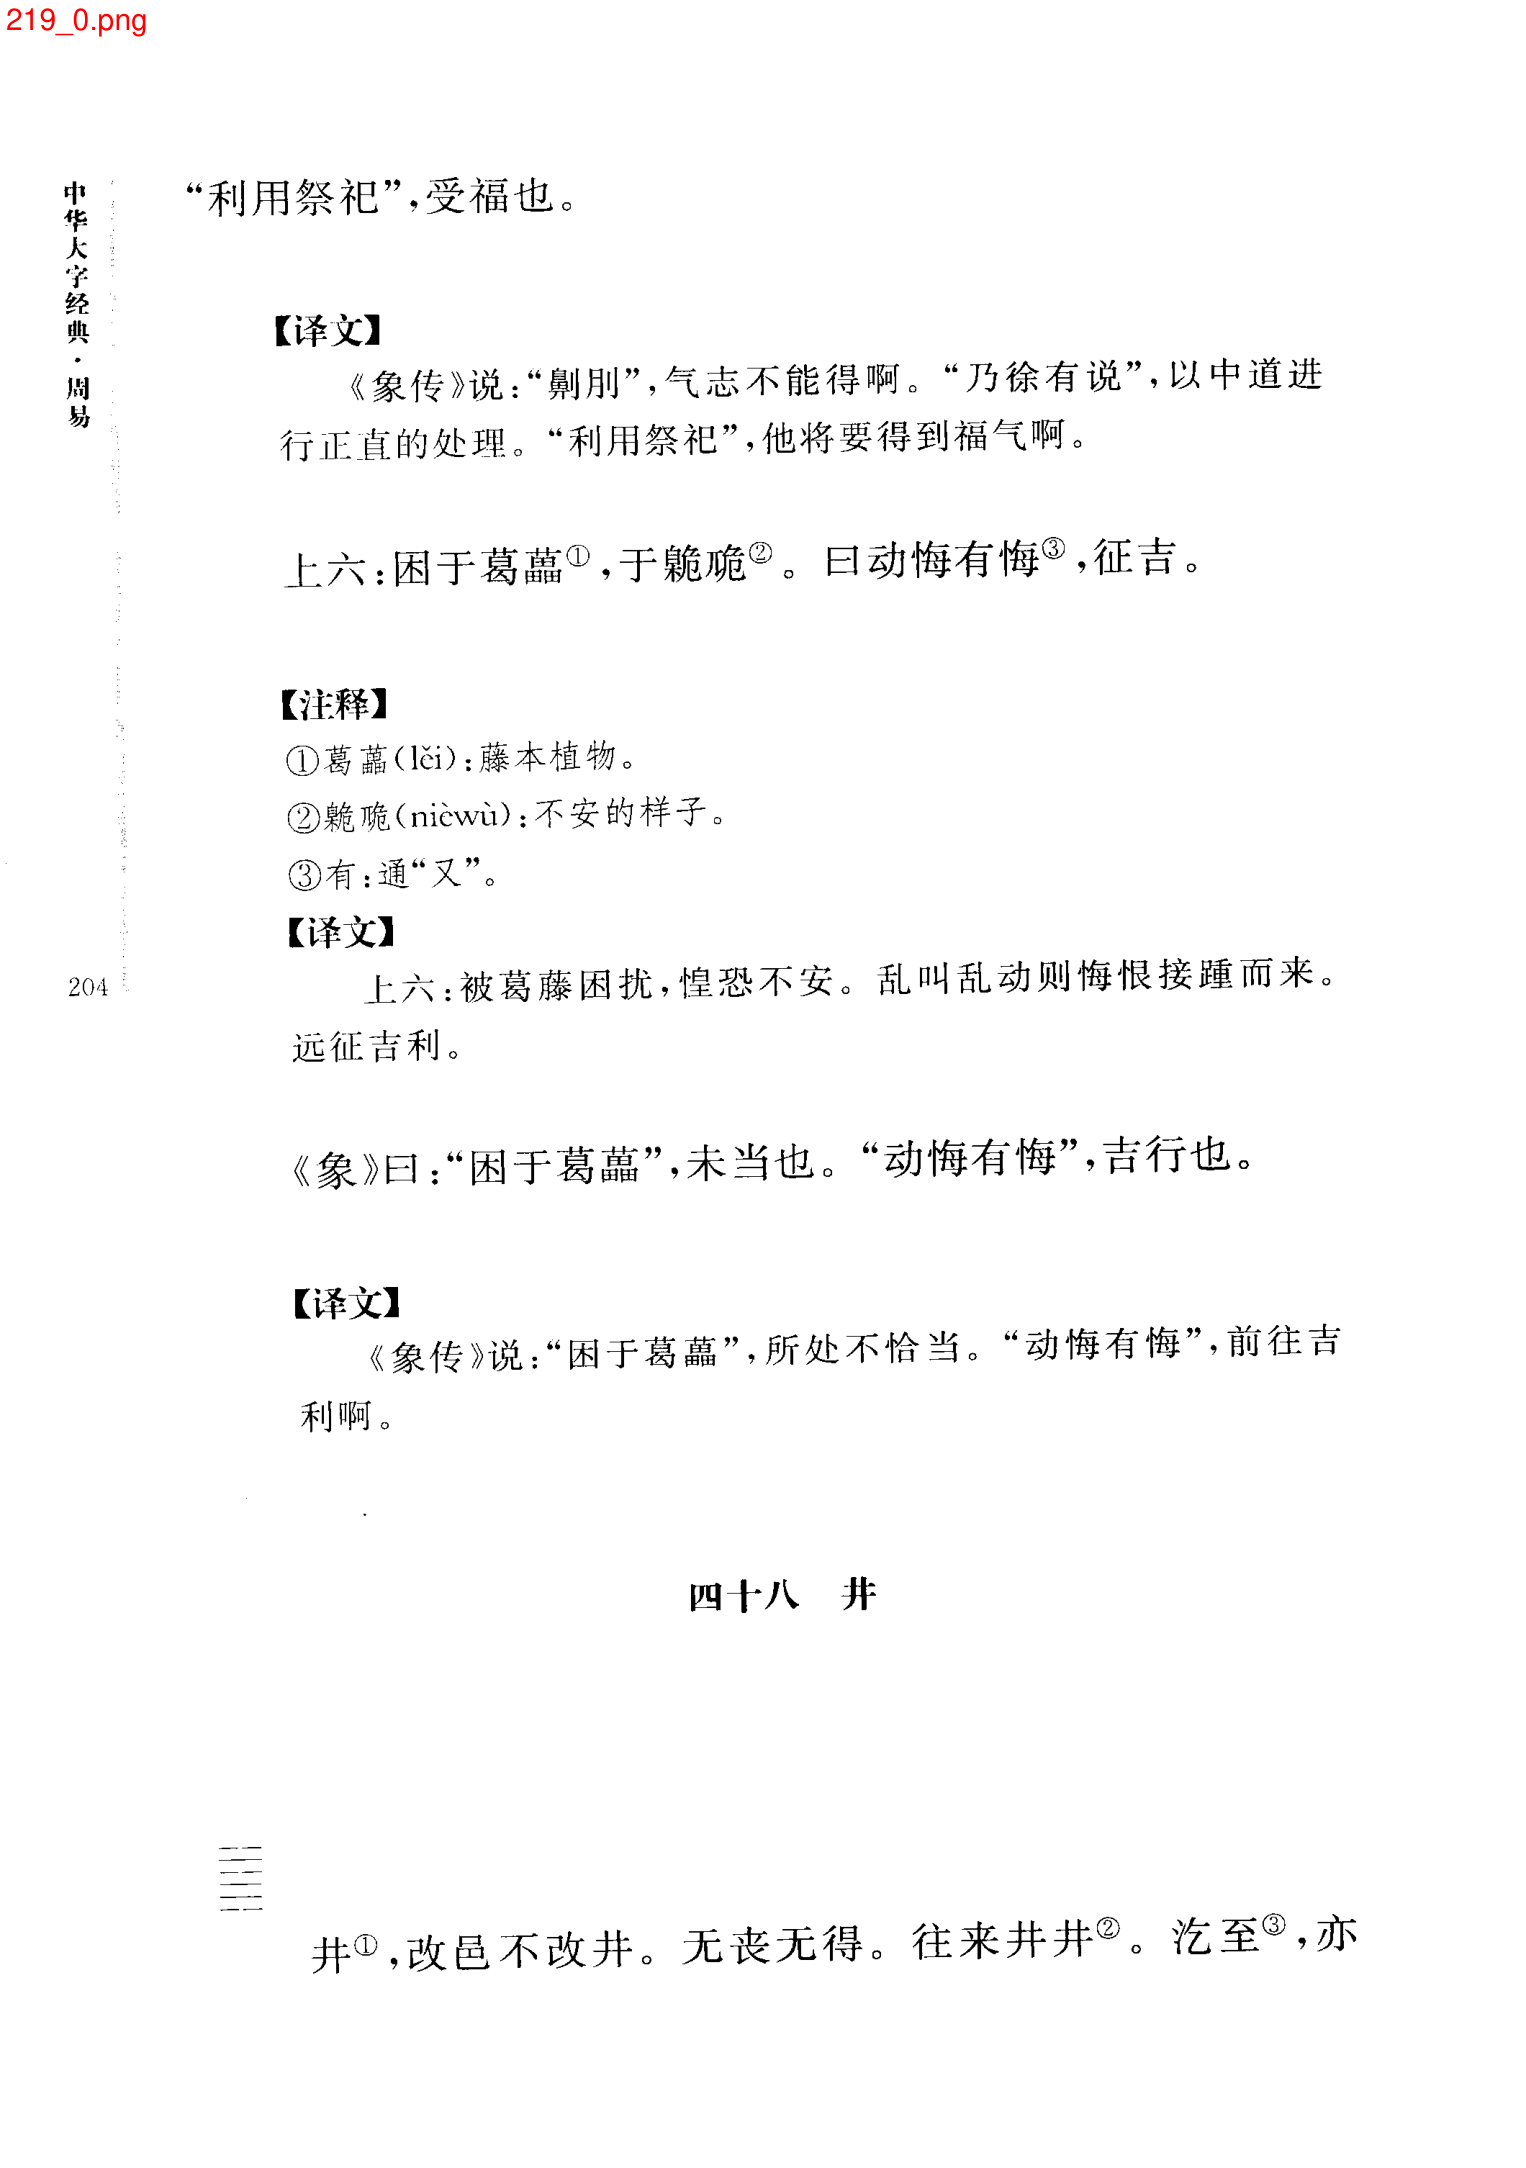 219_0.png
中华大字经典·周易
“利用祭祀”,受福也。
【译文】
《象传》说:“劓刖”,气志不能得啊。“乃徐有说”,以中道进
行正直的处理。“利用祭祀”,他将要得到福气啊。
上六:困于葛藟①,于臲卼②。曰动悔有悔③,征吉。
【注释】
①葛藟(lěi):藤本植物。
②臲卼(nièwù):不安的样子。
③有:通“又”。
【译文】
上六:被葛藤困扰,惶恐不安。乱叫乱动则悔恨接踵而来。
远征吉利。
204
《象》曰:“困于葛藟”,未当也。“动悔有悔”,吉行也。
【译文】
《象传》说:“困于葛藟”,所处不恰当。“动悔有悔”,前往吉
利啊。
四十八 井
井①,改邑不改井。无丧无得。往来井井②。汔至③,亦